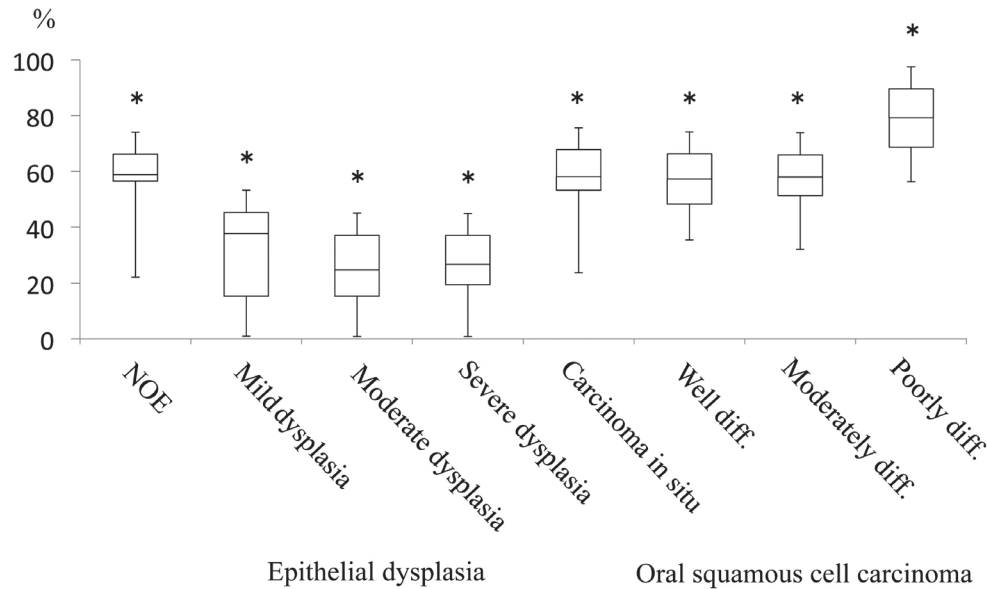 %
100
80
60
40
20
0
*
*
*
*
*
*
*
*
NOE
Mild dysplasia
Moderate dysplasia
Severe dysplasia
Carcinoma in situ
Well diff.
Moderately diff.
Poorly diff.
Epithelial dysplasia
Oral squamous cell carcinoma